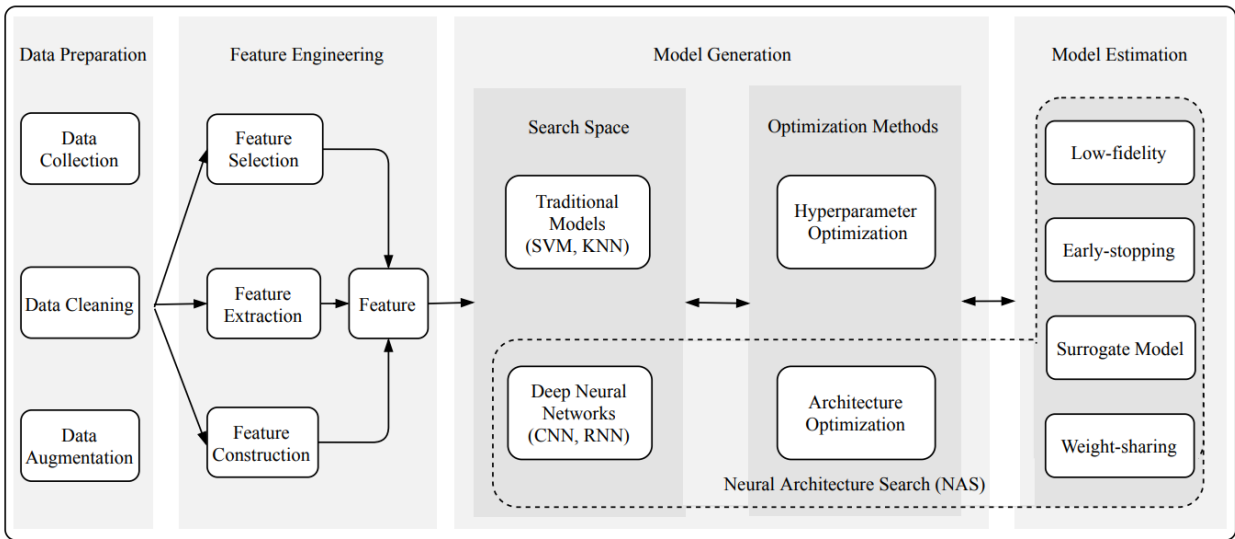 Data Preparation
Feature Engineering
Model Generation
Model Estimation
Data
Collection
Data Cleaning
Data
Augmentation
Feature
Selection
Feature
Extraction
Feature
Construction
Feature
Search Space
Traditional
Models
(SVM, KNN)
Deep Neural
Networks
(CNN, RNN)
Optimization Methods
Hyperparameter
Optimization
Architecture
Optimization
Neural Architecture Search (NAS)
Low-fidelity
Early-stopping
Surrogate Model
Weight-sharing